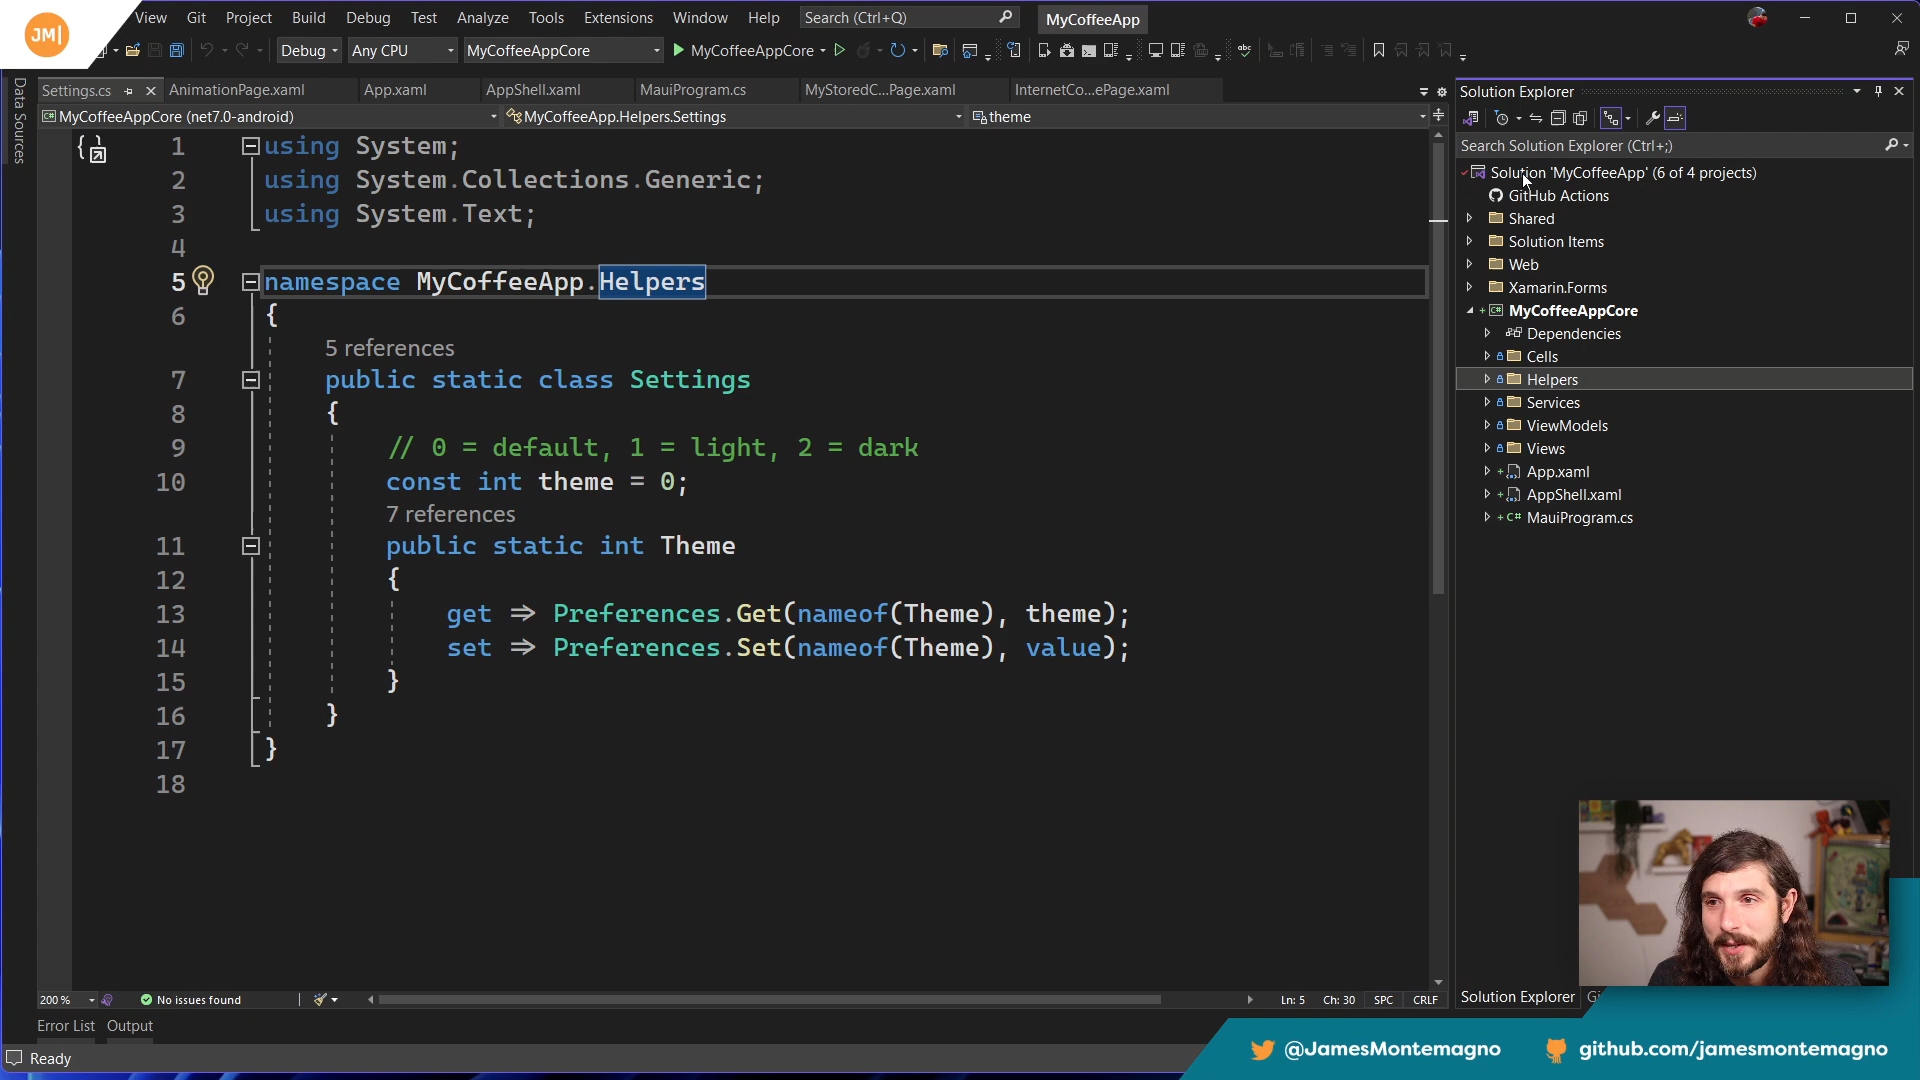 JM|
View Git Project Build Debug Test Analyze Tools Extensions Window Help Search (Ctrl+Q) MyCoffeeApp
Debug Any CPU MyCoffeeAppCore MyCoffeeAppCore
Data Sources
Settings.cs AnimationPage.xaml App.xaml AppShell.xaml MauiProgram.cs MyStoredC...Page.xaml InternetCo...ePage.xaml
MyCoffeeAppCore (net7.0-android) MyCoffeeApp.Helpers.Settings theme
1 using System;
2 using System.Collections.Generic;
3 using System.Text;
4
5 namespace MyCoffeeApp.Helpers
6 {
5 references
7 public static class Settings
8 {
9 // 0 = default, 1 = light, 2 = dark
10 const int theme = 0;
7 references
11 public static int Theme
12 {
13 get => Preferences.Get(nameof(Theme), theme);
14 set => Preferences.Set(nameof(Theme), value);
15 }
16 }
17 }
18
200 % No issues found Ln: 5 Ch: 30 SPC CRLF
Error List Output
Ready
Solution Explorer
Search Solution Explorer (Ctrl+;)
Solution 'MyCoffeeApp' (6 of 4 projects)
GitHub Actions
Shared
Solution Items
Web
Xamarin.Forms
MyCoffeeAppCore
Dependencies
Cells
Helpers
Services
ViewModels
Views
App.xaml
AppShell.xaml
C# MauiProgram.cs
Solution Explorer
@JamesMontemagno github.com/jamesmontemagno